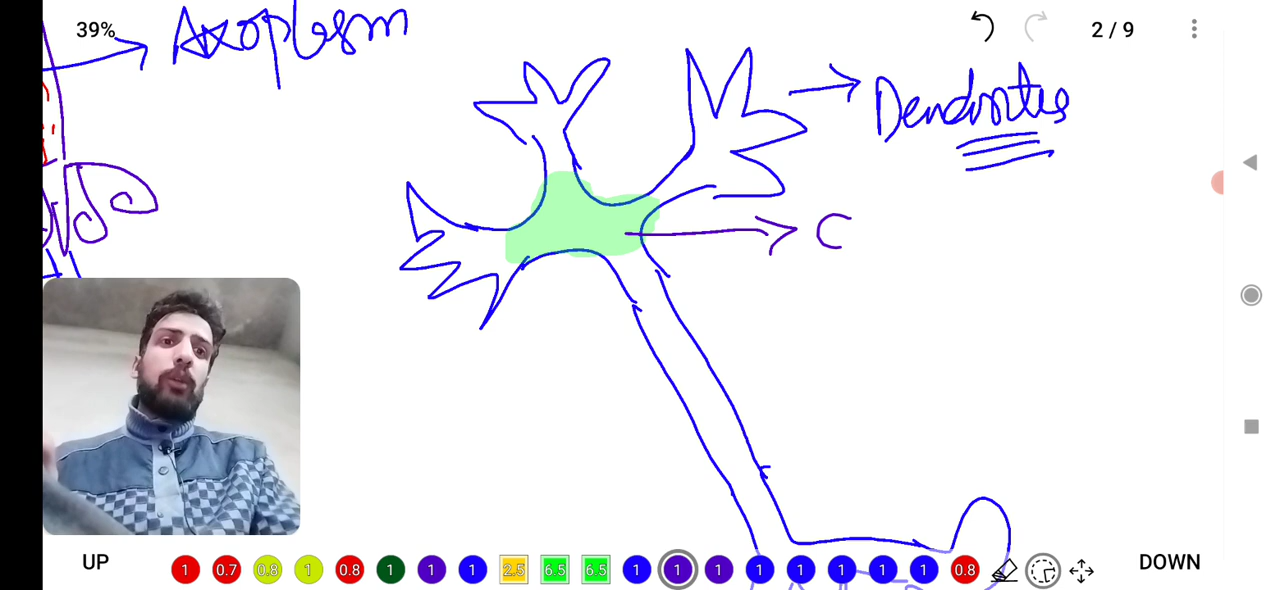 39%
Axoplasm
2 / 9
Dendrites
C
UP
1 0.7 0.8 1 0.8 1 1 1 2.5 6.5 6.5 1 1 1 1 1 1 1 1 0.8
DOWN